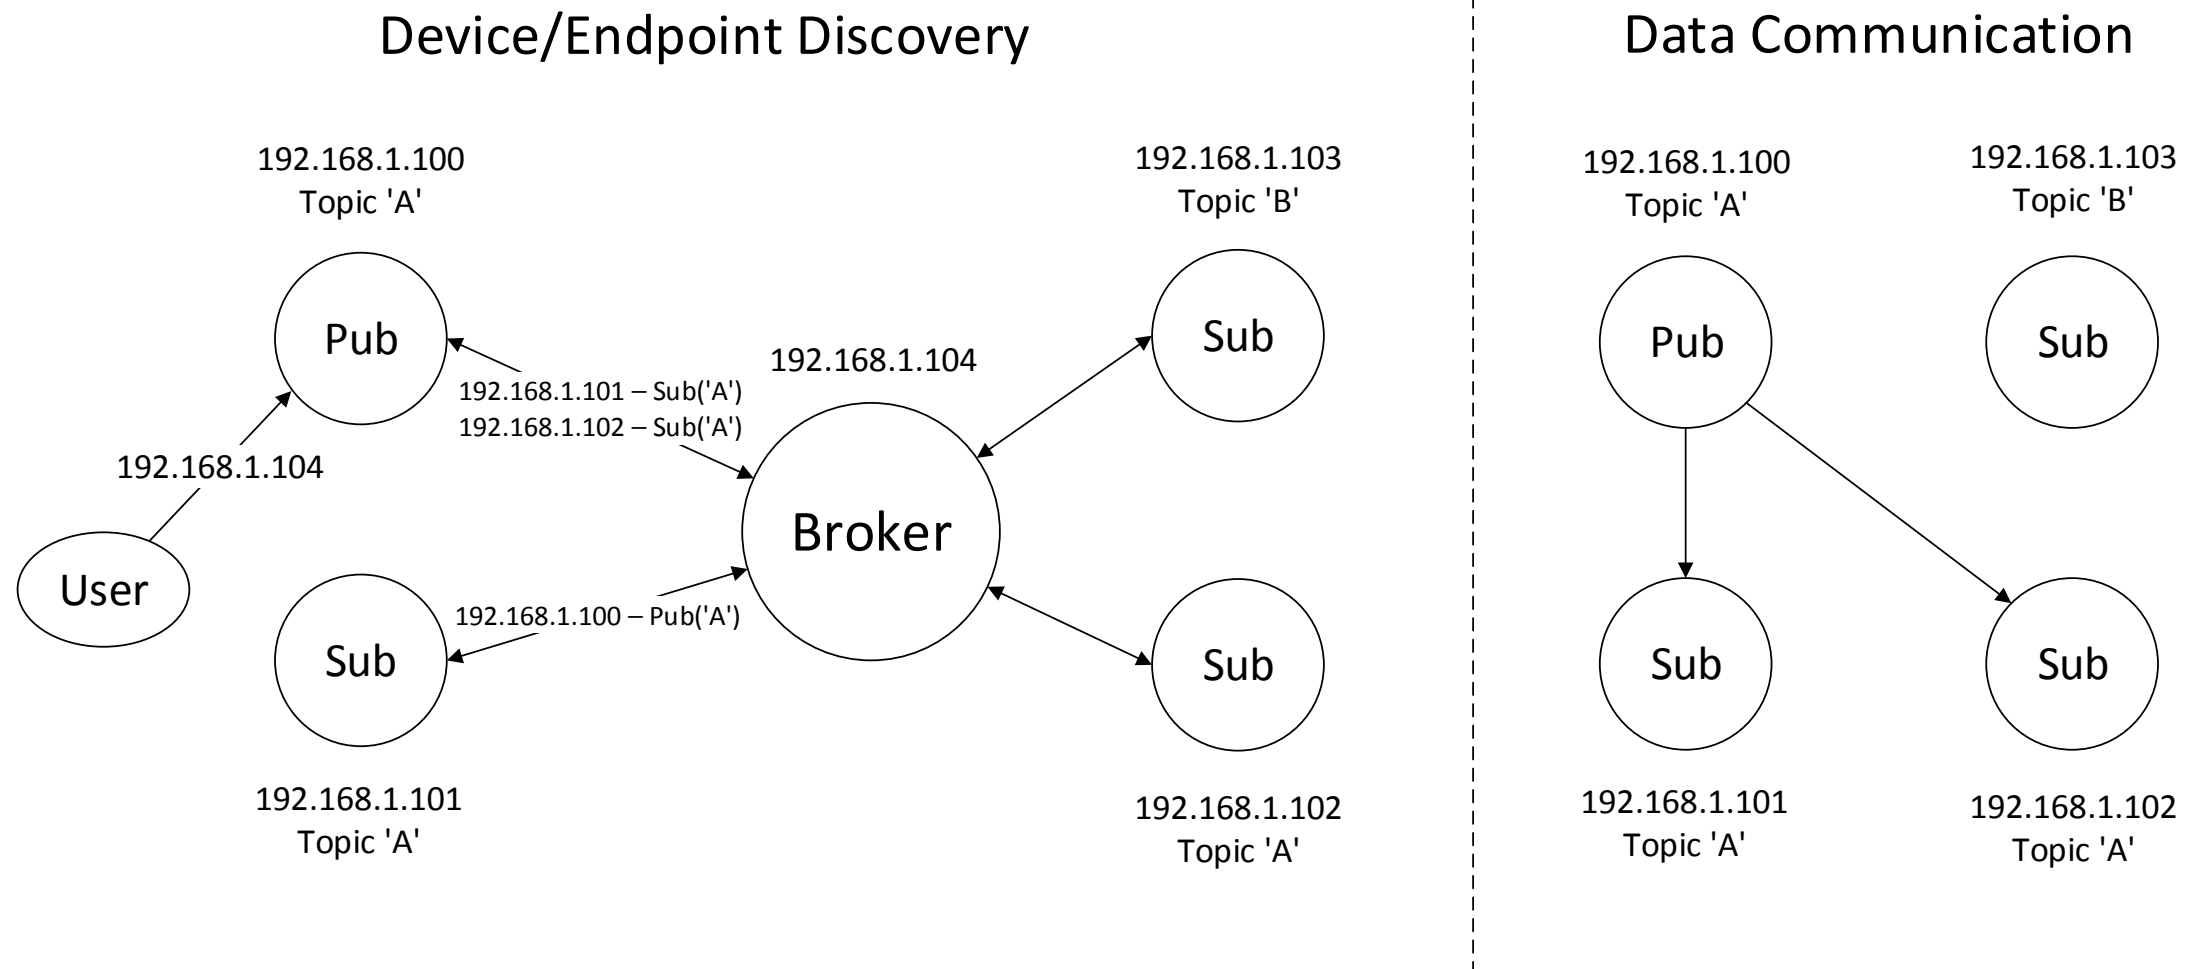 Device/Endpoint Discovery
192.168.1.100
Topic 'A'
Pub
192.168.1.103
Topic 'B'
Sub
192.168.1.101 – Sub('A')
192.168.1.102 – Sub('A')
192.168.1.104
Broker
192.168.1.104
User
192.168.1.100 – Pub('A')
Sub
192.168.1.101
Topic 'A'
Sub
192.168.1.102
Topic 'A'
Data Communication
192.168.1.100
Topic 'A'
Pub
192.168.1.103
Topic 'B'
Sub
Sub
192.168.1.101
Topic 'A'
Sub
192.168.1.102
Topic 'A'